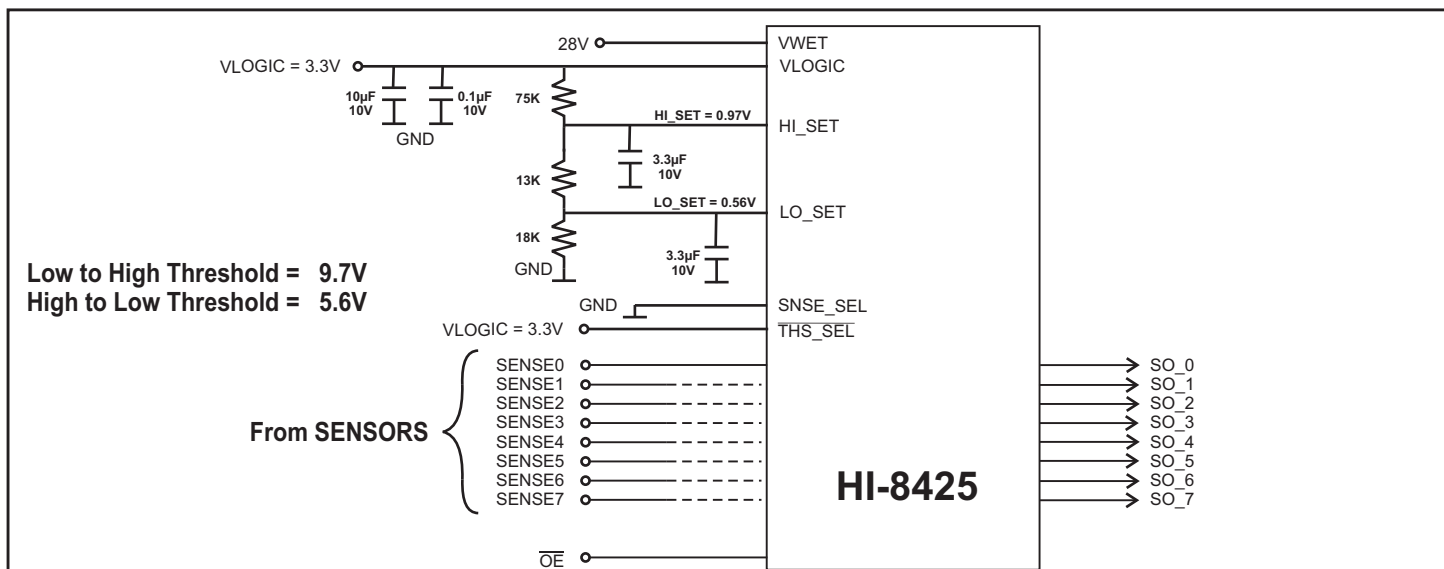 28V
VWET
VLOGIC = 3.3V
VLOGIC
10µF
10V
0.1µF
10V
GND
75K
HI_SET = 0.97V
HI_SET
3.3µF
10V
13K
LO_SET = 0.56V
LO_SET
18K
3.3µF
10V
GND
Low to High Threshold = 9.7V
High to Low Threshold = 5.6V
GND
SNSE_SEL
VLOGIC = 3.3V
THS_SEL
From SENSORS
SENSE0
SENSE1
SENSE2
SENSE3
SENSE4
SENSE5
SENSE6
SENSE7
HI-8425
SO_0
SO_1
SO_2
SO_3
SO_4
SO_5
SO_6
SO_7
OE